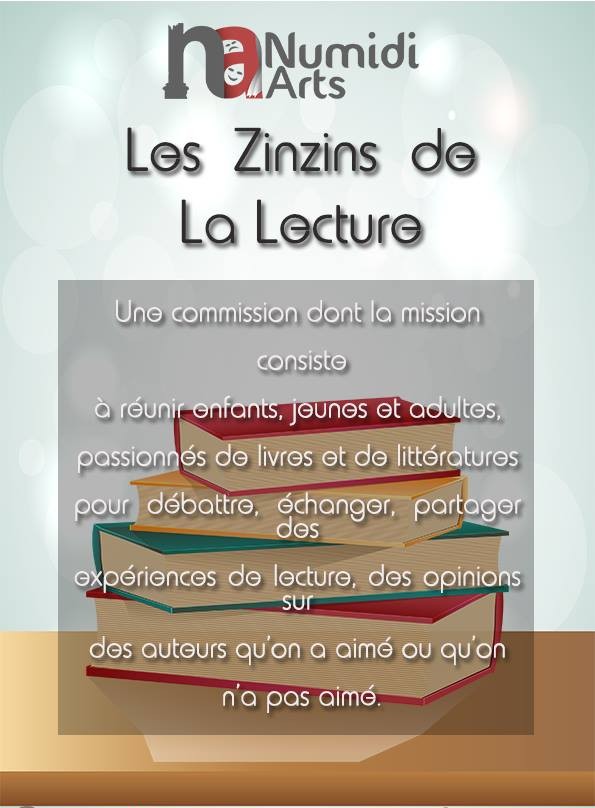 na Numidi
Arts
Les Zinzins de
La Lecture
Une commission dont la mission
consiste
à réunir enfants, jeunes et adultes,
passionnés de livres et de littératures
pour débattre, échanger, partager
des
expériences de lecture, des opinions
sur
des auteurs qu'on a aimé ou qu'on
n'a pas aimé.